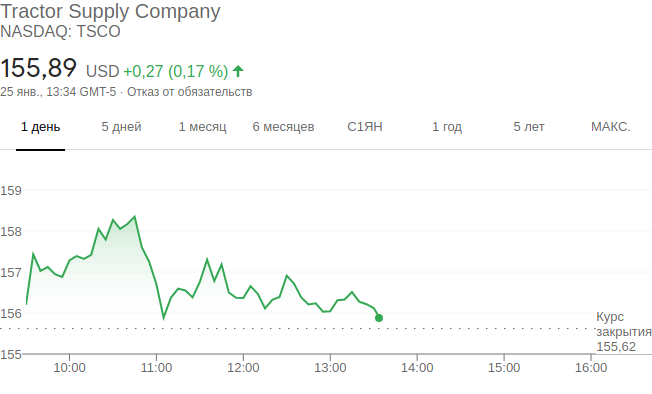 Tractor Supply Company
NASDAQ: TSCO
155,89 USD +0,27 (0,17 %)
25 янв., 13:34 GMT-5 · Отказ от обязательств
1 день 5 дней 1 месяц 6 месяцев С1ЯН 1 год 5 лет МАКС.
159
158
157
156
155
Курс
закрытия
155,62
10:00 11:00 12:00 13:00 14:00 15:00 16:00